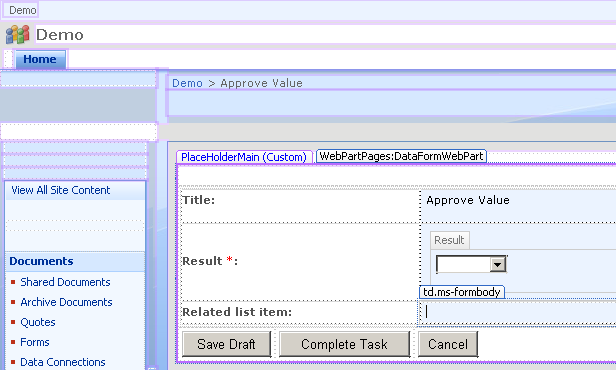 Demo
Demo
Home
Demo > Approve Value
PlaceHolderMain (Custom) WebPartPages:DataFormWebPart
View All Site Content
Title: Approve Value
Result
Result *:
Documents
td.ms-formbody
Shared Documents
Archive Documents
Related list item:
Quotes
Forms
Save Draft Complete Task Cancel
Data Connections